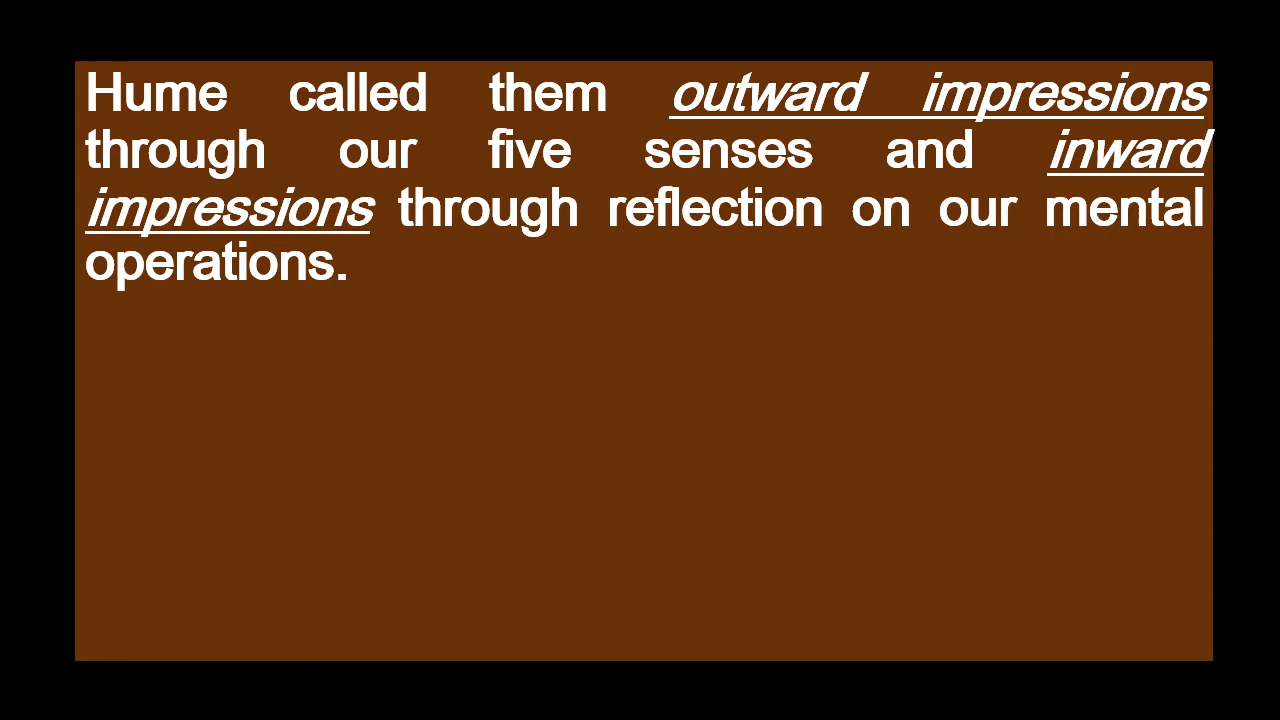 Hume called them outward impressions
through our five senses and inward
impressions through reflection on our mental
operations.